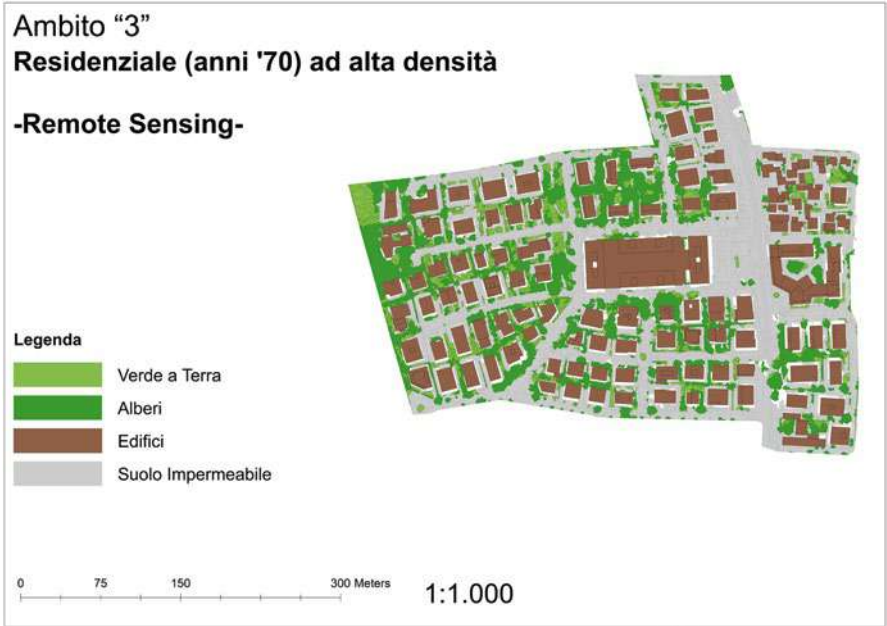 Ambito “3”
Residenziale (anni '70) ad alta densità
-Remote Sensing-
Legenda
Verde a Terra
Alberi
Edifici
Suolo Impermeabile
0 75 150 300 Meters
1:1.000